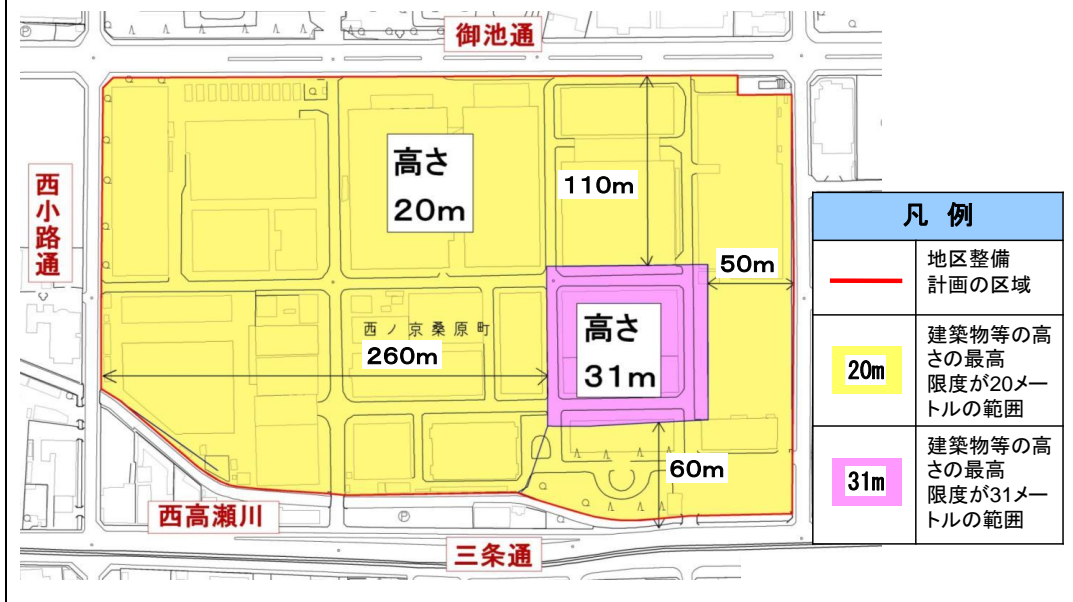 御池通
西小路通
高さ
20m
110m
50m
西ノ京桑原町
260m
高さ
31m
60m
西高瀬川
三条通
凡 例
地区整備
計画の区域
20m
建築物等の高
さの最高
限度が20メー
トルの範囲
31m
建築物等の高
さの最高
限度が31メー
トルの範囲